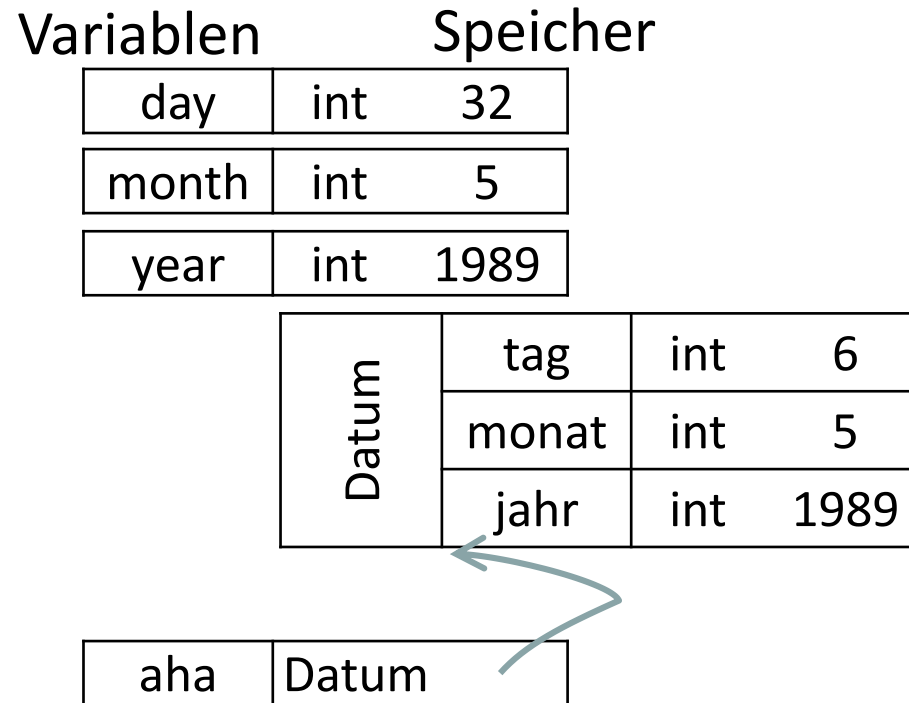 Variablen Speicher
day int 32
month int 5
year int 1989
Datum
tag int 6
monat int 5
jahr int 1989
aha Datum